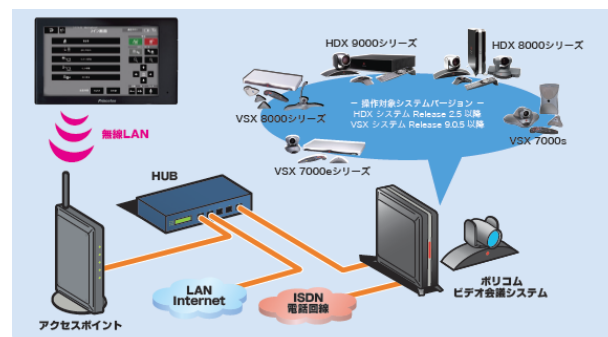 HDX 9000シリーズ
HDX 8000シリーズ
－ 操作対象システムバージョン －
HDX システム Release 2.5 以降
VSX システム Release 9.0.5 以降
VSX 8000シリーズ
VSX 7000s
VSX 7000eシリーズ
無線LAN
HUB
LAN
Internet
ISDN
電話回線
ポリコム
ビデオ会議システム
アクセスポイント